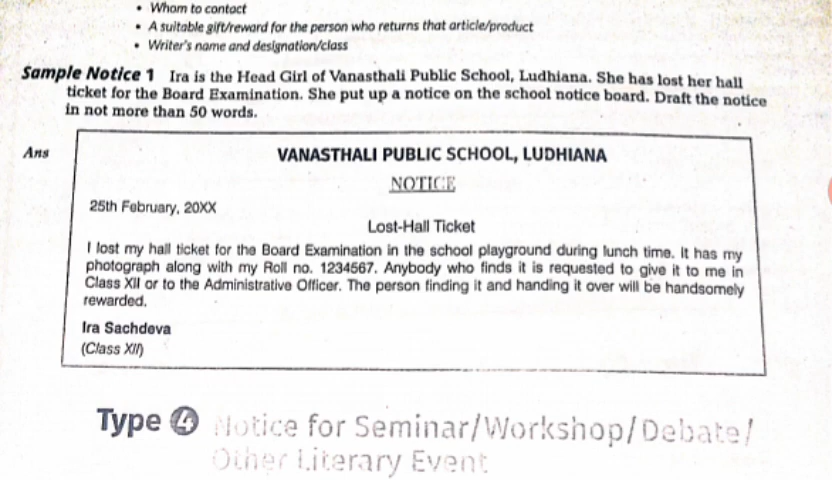 • Whom to contact
• A suitable gift/reward for the person who returns that article/product
• Writer's name and designation/class
Sample Notice 1 Ira is the Head Girl of Vanasthali Public School, Ludhiana. She has lost her hall
ticket for the Board Examination. She put up a notice on the school notice board. Draft the notice
in not more than 50 words.
Ans
VANASTHALI PUBLIC SCHOOL, LUDHIANA
NOTICE
25th February, 20XX
Lost-Hall Ticket
I lost my hall ticket for the Board Examination in the school playground during lunch time. It has my
photograph along with my Roll no. 1234567. Anybody who finds it is requested to give it to me in
Class XII or to the Administrative Officer. The person finding it and handing it over will be handsomely
rewarded.
Ira Sachdeva
(Class XII)
Type 4 Notice for Seminar/Workshop/Debate/
Other Literary Event